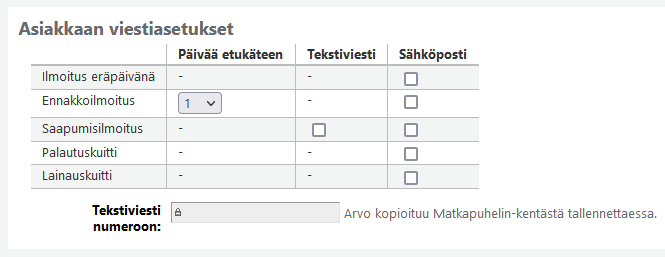 Asiakkaan viestiasetukset
Päivää etukäteen Tekstiviesti Sähköposti
Ilmoitus eräpäivänä - -
Ennakkoilmoitus 1 -
Saapumisilmoitus -
Palautuskuitti - -
Lainauskuitti - -
Tekstiviesti
numeroon: Arvo kopioituu Matkapuhelin-kentästä tallennettaessa.